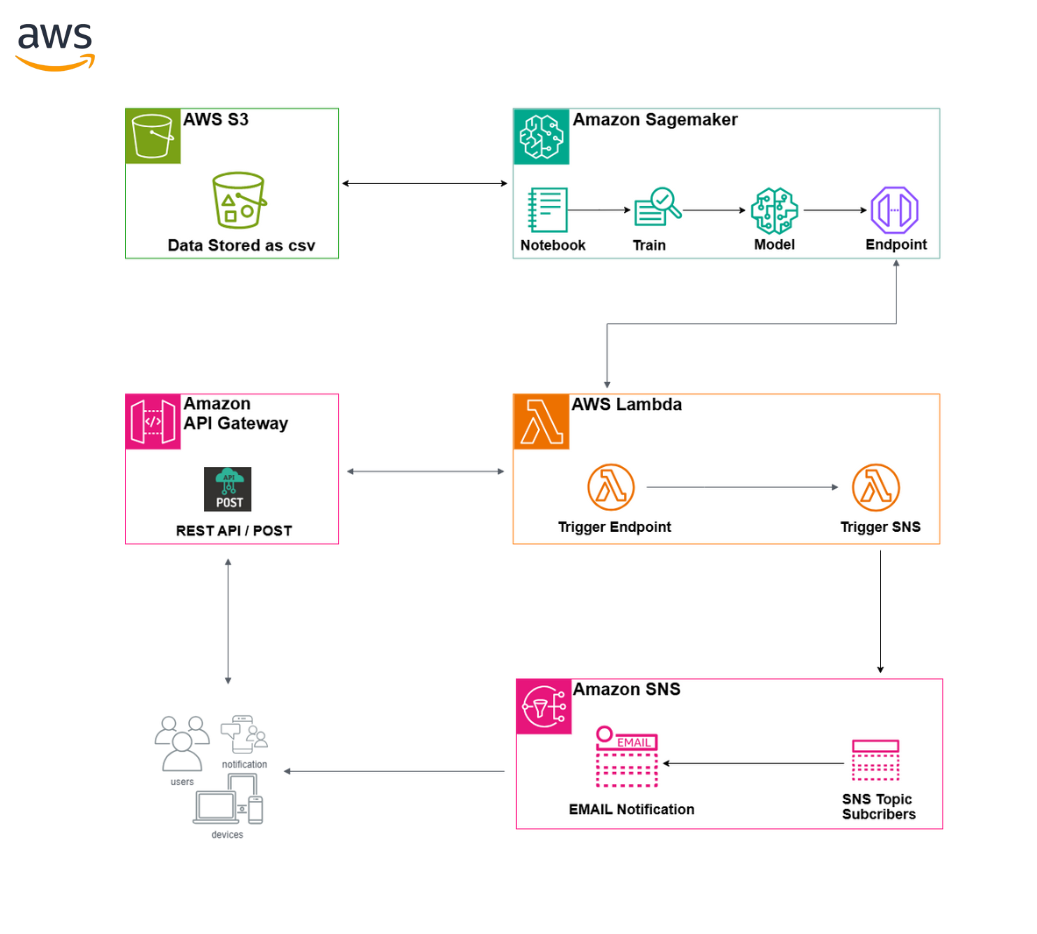 aws
AWS S3
Data Stored as csv
Amazon Sagemaker
Notebook
Train
Model
Endpoint
Amazon
API Gateway
API
POST
REST API / POST
AWS Lambda
Trigger Endpoint
Trigger SNS
users
notification
devices
Amazon SNS
EMAIL
EMAIL Notification
SNS Topic
Subcribers